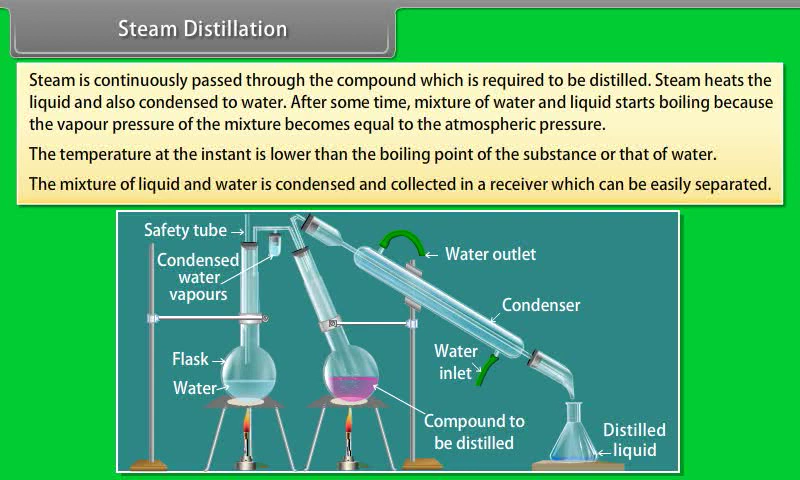 Steam Distillation
Steam is continuously passed through the compound which is required to be distilled. Steam heats the
liquid and also condensed to water. After some time, mixture of water and liquid starts boiling because
the vapour pressure of the mixture becomes equal to the atmospheric pressure.
The temperature at the instant is lower than the boiling point of the substance or that of water.
The mixture of liquid and water is condensed and collected in a receiver which can be easily separated.
Safety tube
Condensed
water
vapours
Water outlet
Condenser
Flask
Water
Water
inlet
Compound to
be distilled
Distilled
liquid